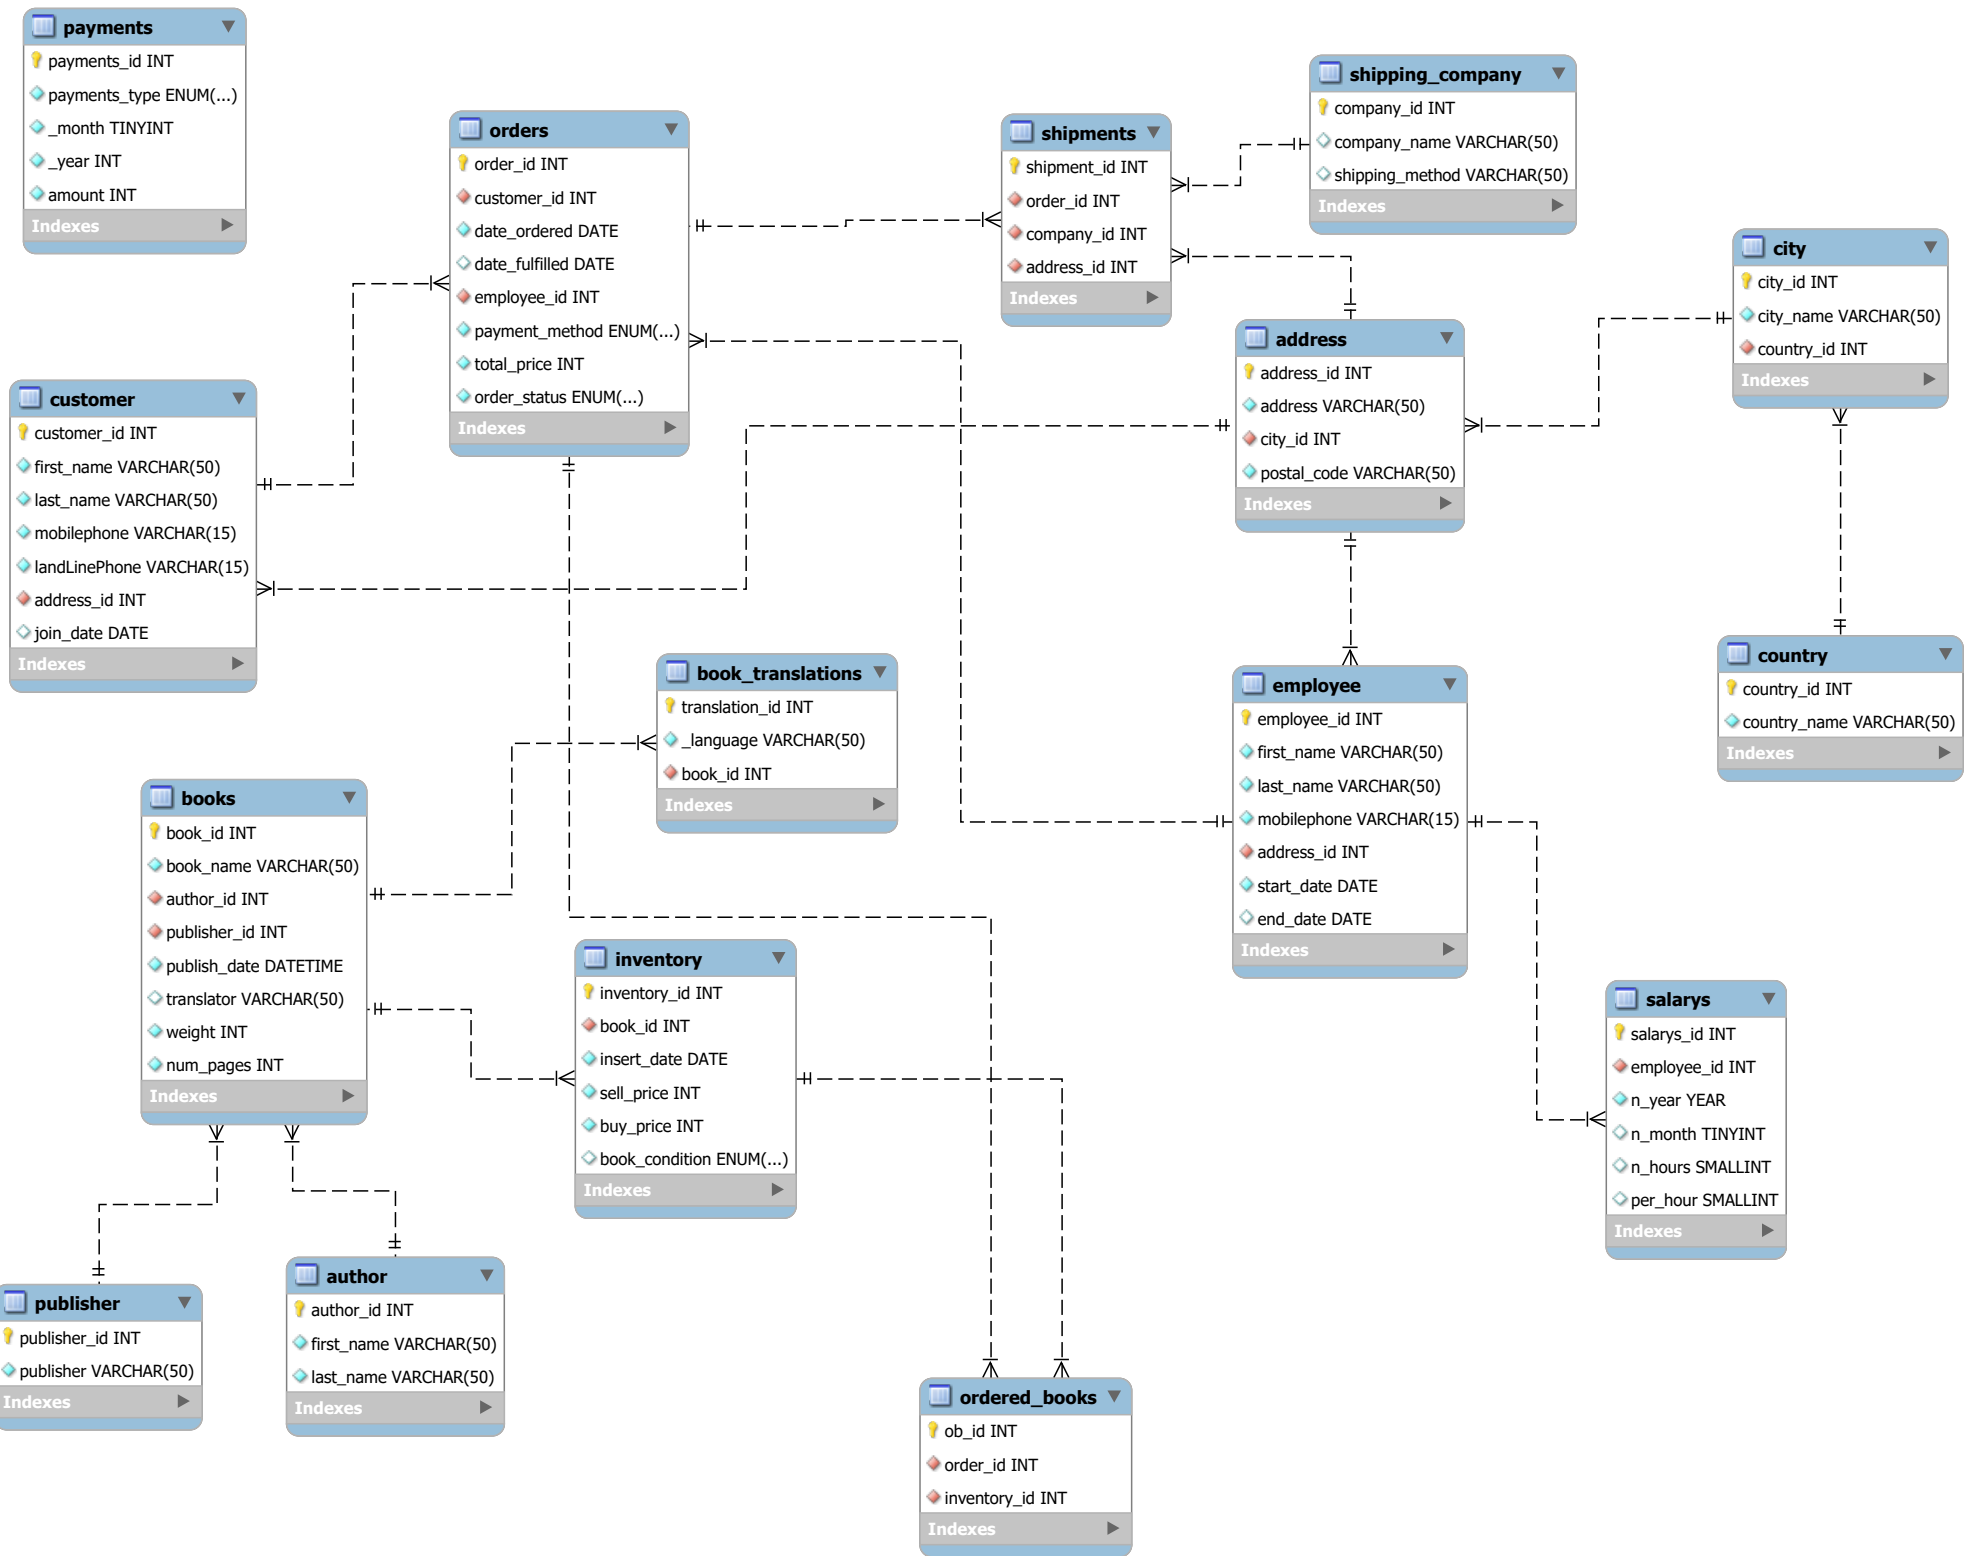 payments
payments_id INT
payments_type ENUM(...)
_month TINYINT
_year INT
amount INT
Indexes
orders
order_id INT
customer_id INT
date_ordered DATE
date_fulfilled DATE
employee_id INT
payment_method ENUM(...)
total_price INT
order_status ENUM(...)
Indexes
shipments
shipment_id INT
order_id INT
company_id INT
address_id INT
Indexes
shipping_company
company_id INT
company_name VARCHAR(50)
shipping_method VARCHAR(50)
Indexes
city
city_id INT
city_name VARCHAR(50)
country_id INT
Indexes
customer
customer_id INT
first_name VARCHAR(50)
last_name VARCHAR(50)
mobilephone VARCHAR(15)
landLinePhone VARCHAR(15)
address_id INT
join_date DATE
Indexes
address
address_id INT
address VARCHAR(50)
city_id INT
postal_code VARCHAR(50)
Indexes
book_translations
translation_id INT
_language VARCHAR(50)
book_id INT
Indexes
employee
employee_id INT
first_name VARCHAR(50)
last_name VARCHAR(50)
mobilephone VARCHAR(15)
address_id INT
start_date DATE
end_date DATE
Indexes
country
country_id INT
country_name VARCHAR(50)
Indexes
books
book_id INT
book_name VARCHAR(50)
author_id INT
publisher_id INT
publish_date DATETIME
translator VARCHAR(50)
weight INT
num_pages INT
Indexes
inventory
inventory_id INT
book_id INT
insert_date DATE
sell_price INT
buy_price INT
book_condition ENUM(...)
Indexes
salarys
salarys_id INT
employee_id INT
n_year YEAR
n_month TINYINT
n_hours SMALLINT
per_hour SMALLINT
Indexes
publisher
publisher_id INT
publisher VARCHAR(50)
Indexes
author
author_id INT
first_name VARCHAR(50)
last_name VARCHAR(50)
Indexes
ordered_books
ob_id INT
order_id INT
inventory_id INT
Indexes